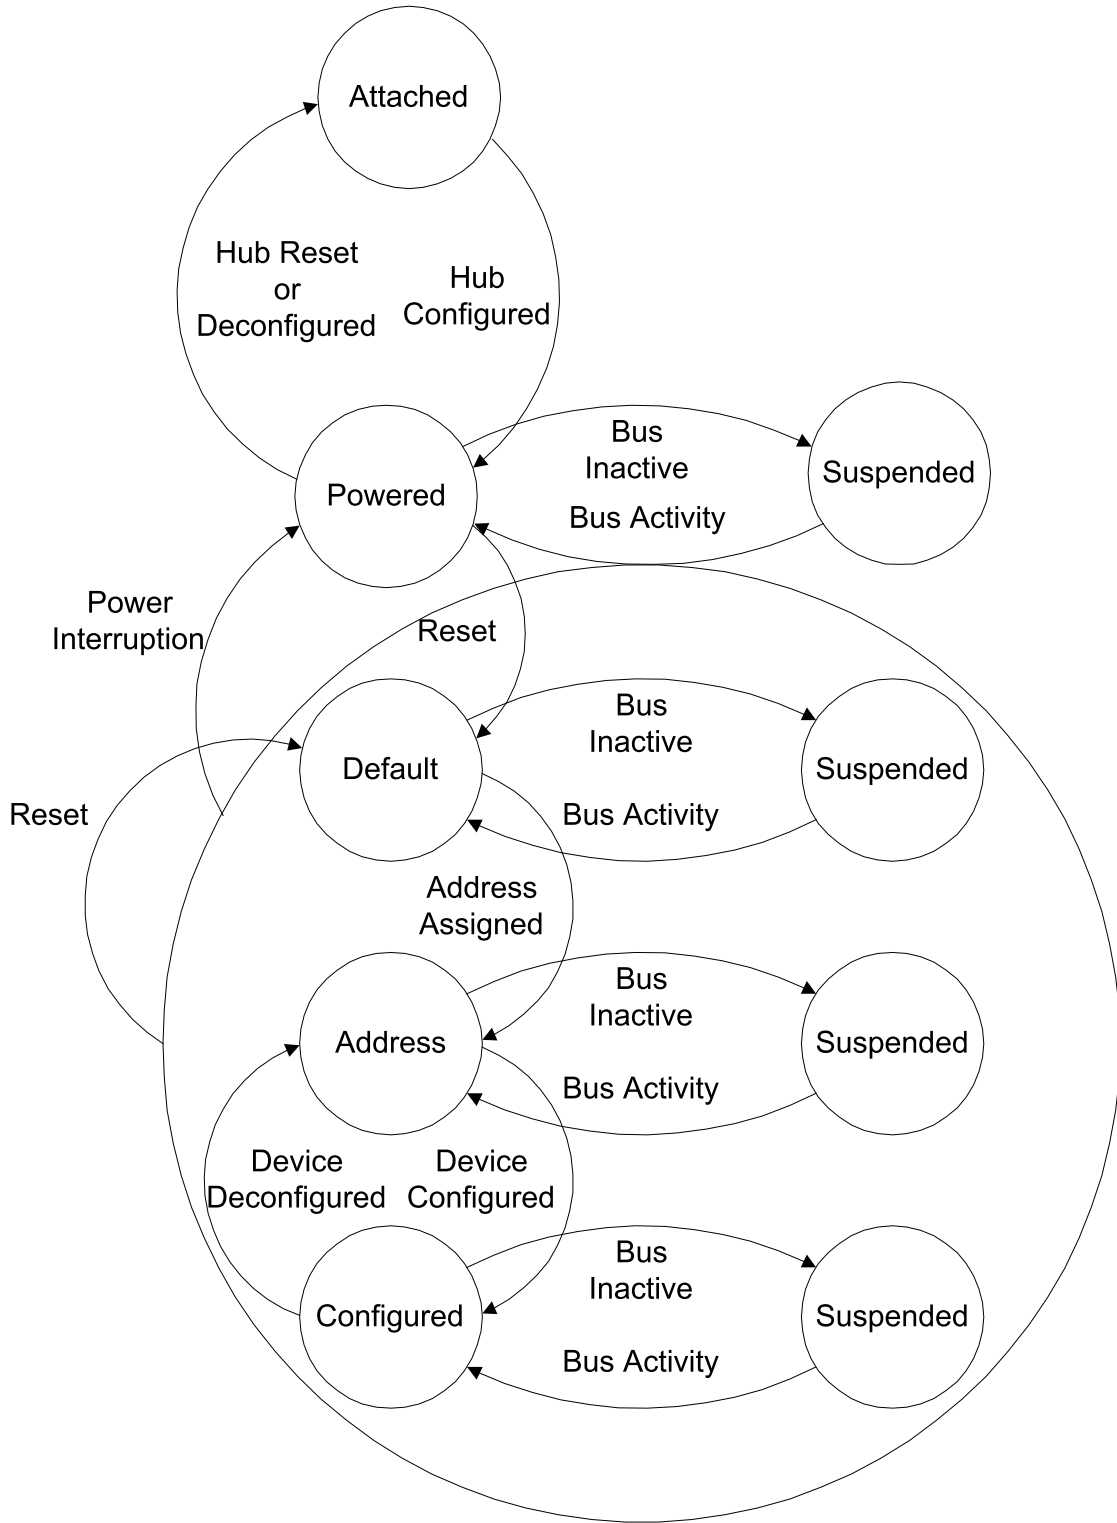 Attached
Hub Reset
or
Deconfigured
Hub
Configured
Powered
Bus
Inactive
Bus Activity
Suspended
Power
Interruption
Reset
Default
Bus
Inactive
Bus Activity
Suspended
Reset
Address
Assigned
Address
Bus
Inactive
Bus Activity
Suspended
Device
Deconfigured
Device
Configured
Configured
Bus
Inactive
Bus Activity
Suspended